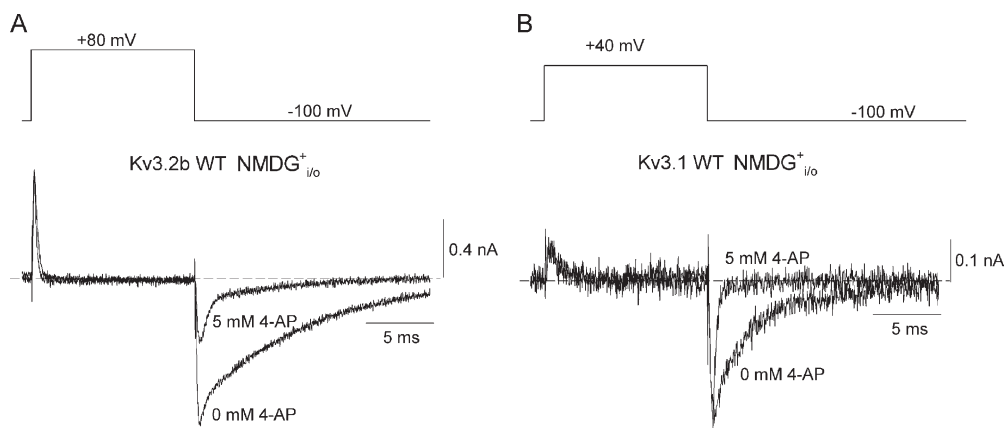 A
+80 mV
-100 mV
Kv3.2b WT NMDG+i/o
0.4 nA
5 mM 4-AP
5 ms
0 mM 4-AP
B
+40 mV
-100 mV
Kv3.1 WT NMDG+i/o
5 mM 4-AP
0.1 nA
5 ms
0 mM 4-AP